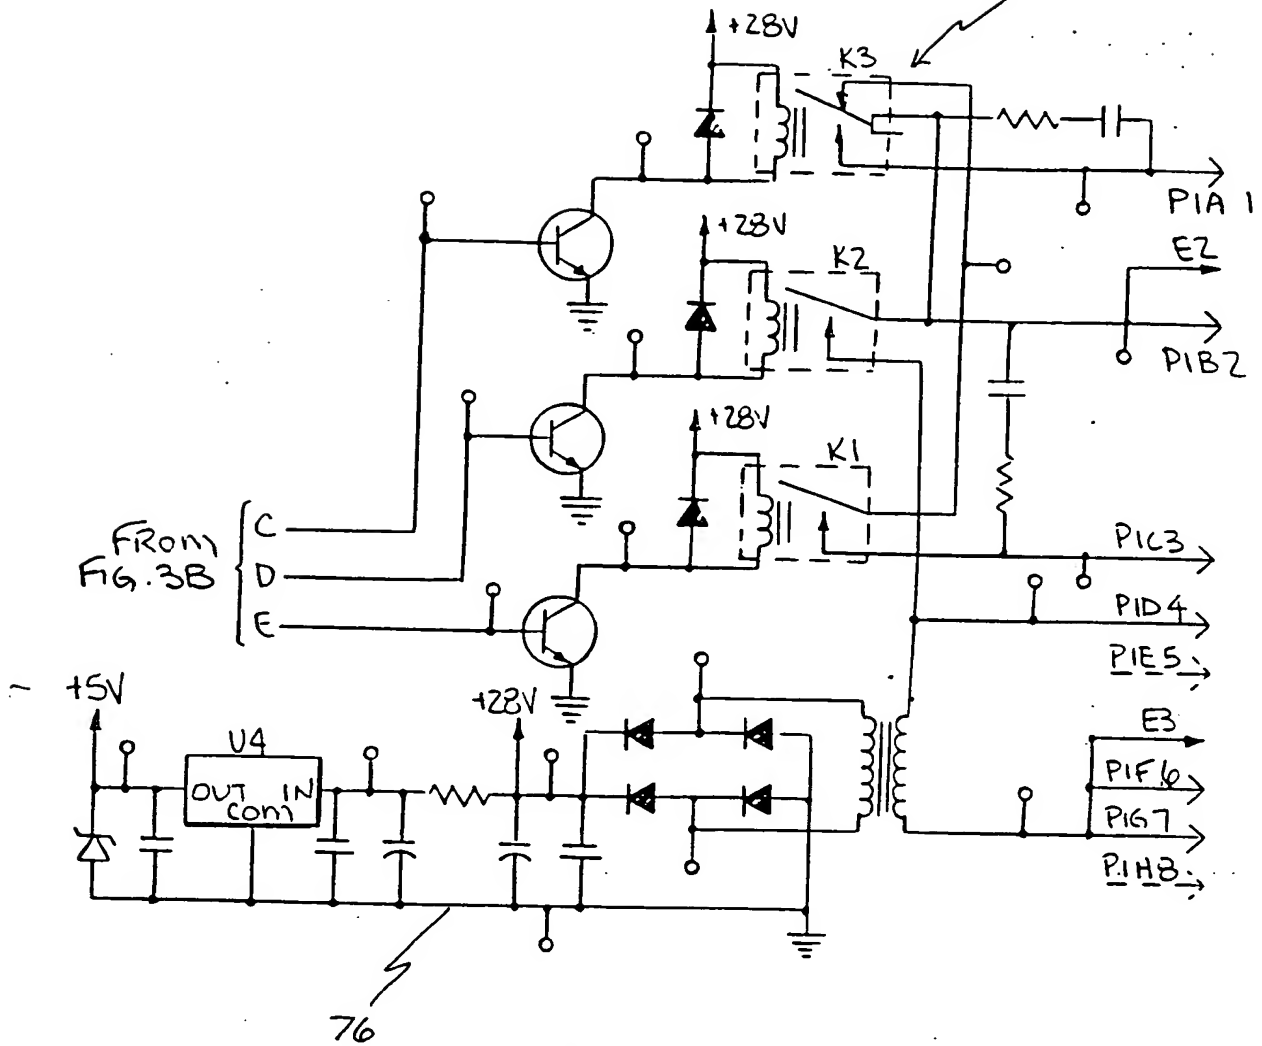 +28V
K3
P1A 1
+28V
K2
E2
P1B2
+28V
K1
FROM
FIG.3B
C
D
E
P1C3
P1D4
P1E5
+5V
+28V
U4
OUT IN
Com
E3
P1F6
P1G7
P1H8
76